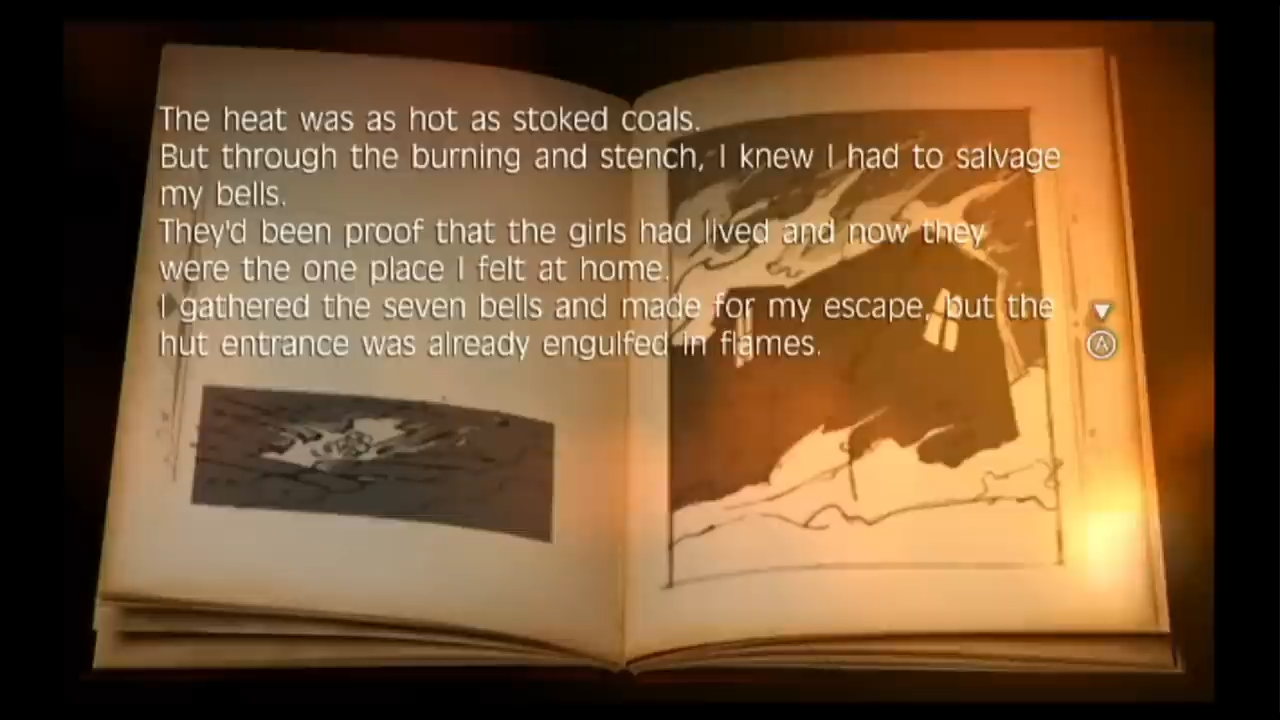 The heat was as hot as stoked coals.
But through the burning and stench, I knew I had to salvage
my bells.
They'd been proof that the girls had lived and now they
were the one place I felt at home.
I gathered the seven bells and made for my escape, but the
hut entrance was already engulfed in flames.
A